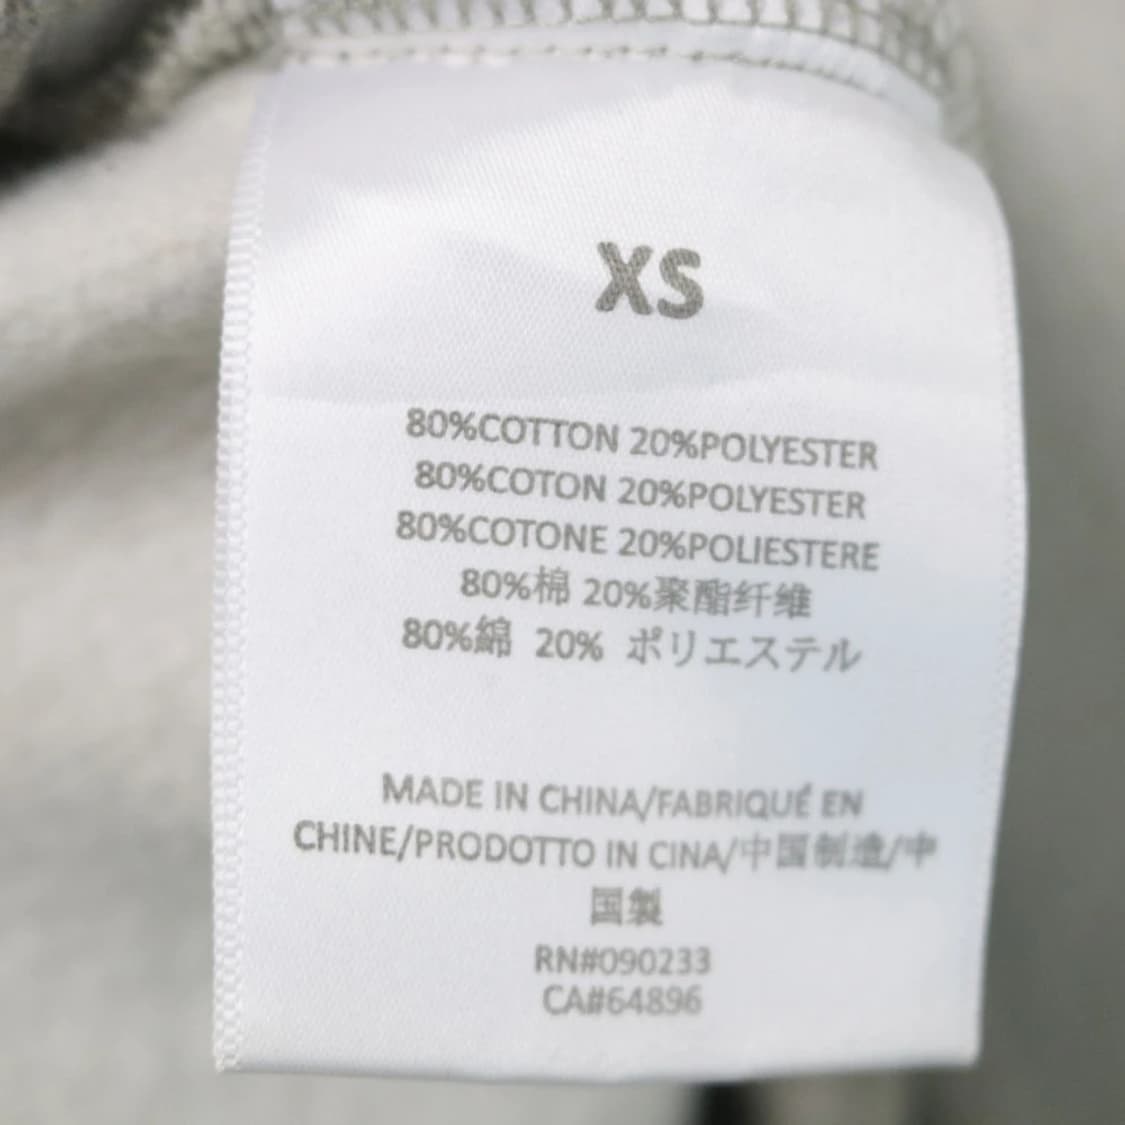 XS
80%COTTON 20%POLYESTER
80%COTON 20%POLYESTER
80%COTONE 20%POLIESTERE
80%棉 20%聚酯纤维
80%綿 20% ポリエステル
MADE IN CHINA/FABRIQUÉ EN
CHINE/PRODOTTO IN CINA/中国制造/中
国製
RN#090233
CA#64896